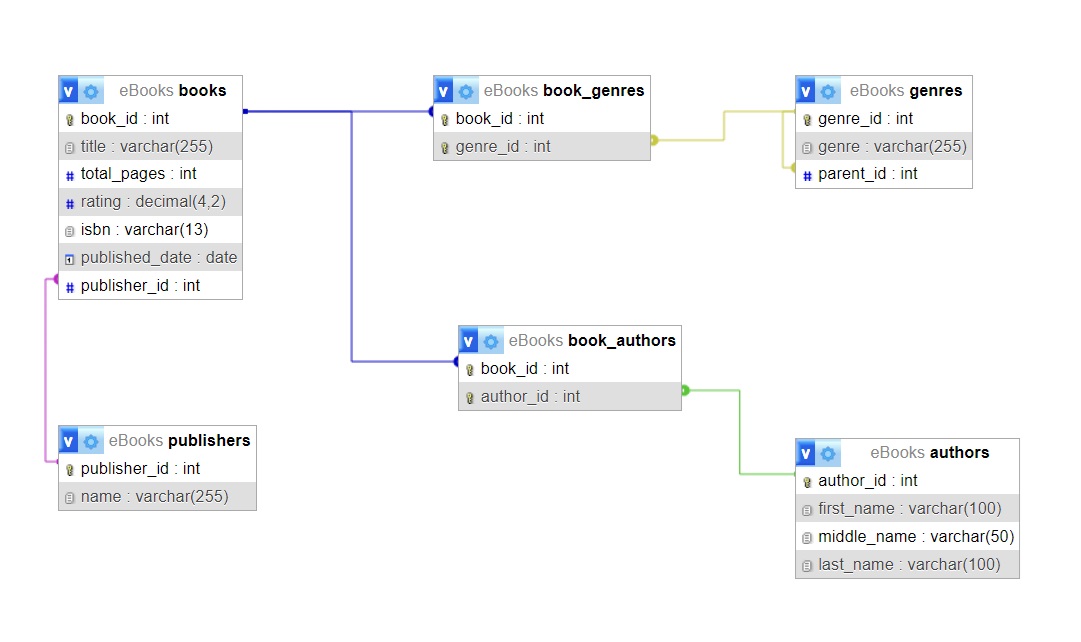 v eBooks books
book_id : int
title : varchar(255)
# total_pages : int
# rating : decimal(4,2)
isbn : varchar(13)
published_date : date
# publisher_id : int
v eBooks book_genres
book_id : int
genre_id : int
v eBooks genres
genre_id : int
genre : varchar(255)
# parent_id : int
v eBooks book_authors
book_id : int
author_id : int
v eBooks publishers
publisher_id : int
name : varchar(255)
v eBooks authors
author_id : int
first_name : varchar(100)
middle_name : varchar(50)
last_name : varchar(100)